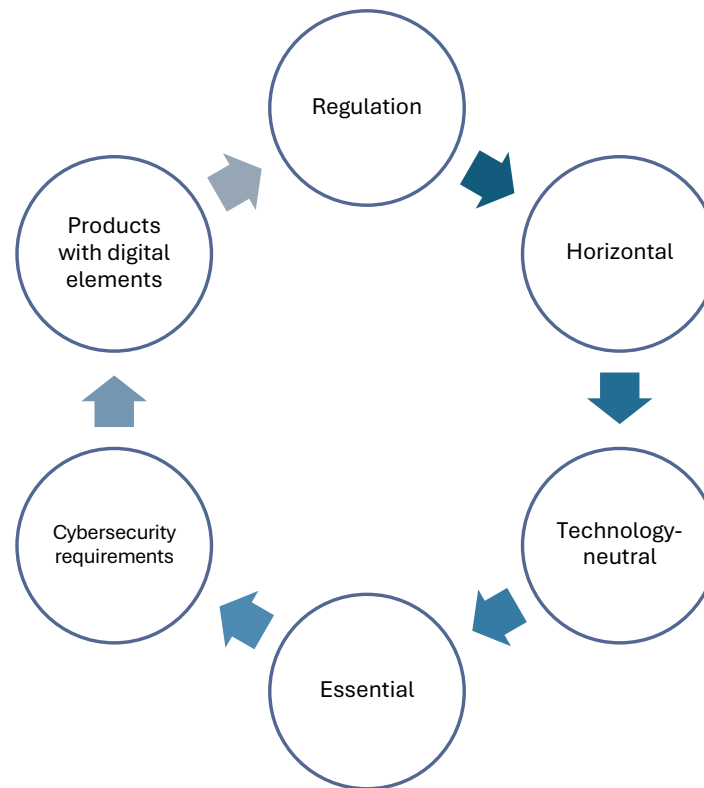 Regulation
Horizontal
Technology-
neutral
Essential
Cybersecurity
requirements
Products
with digital
elements